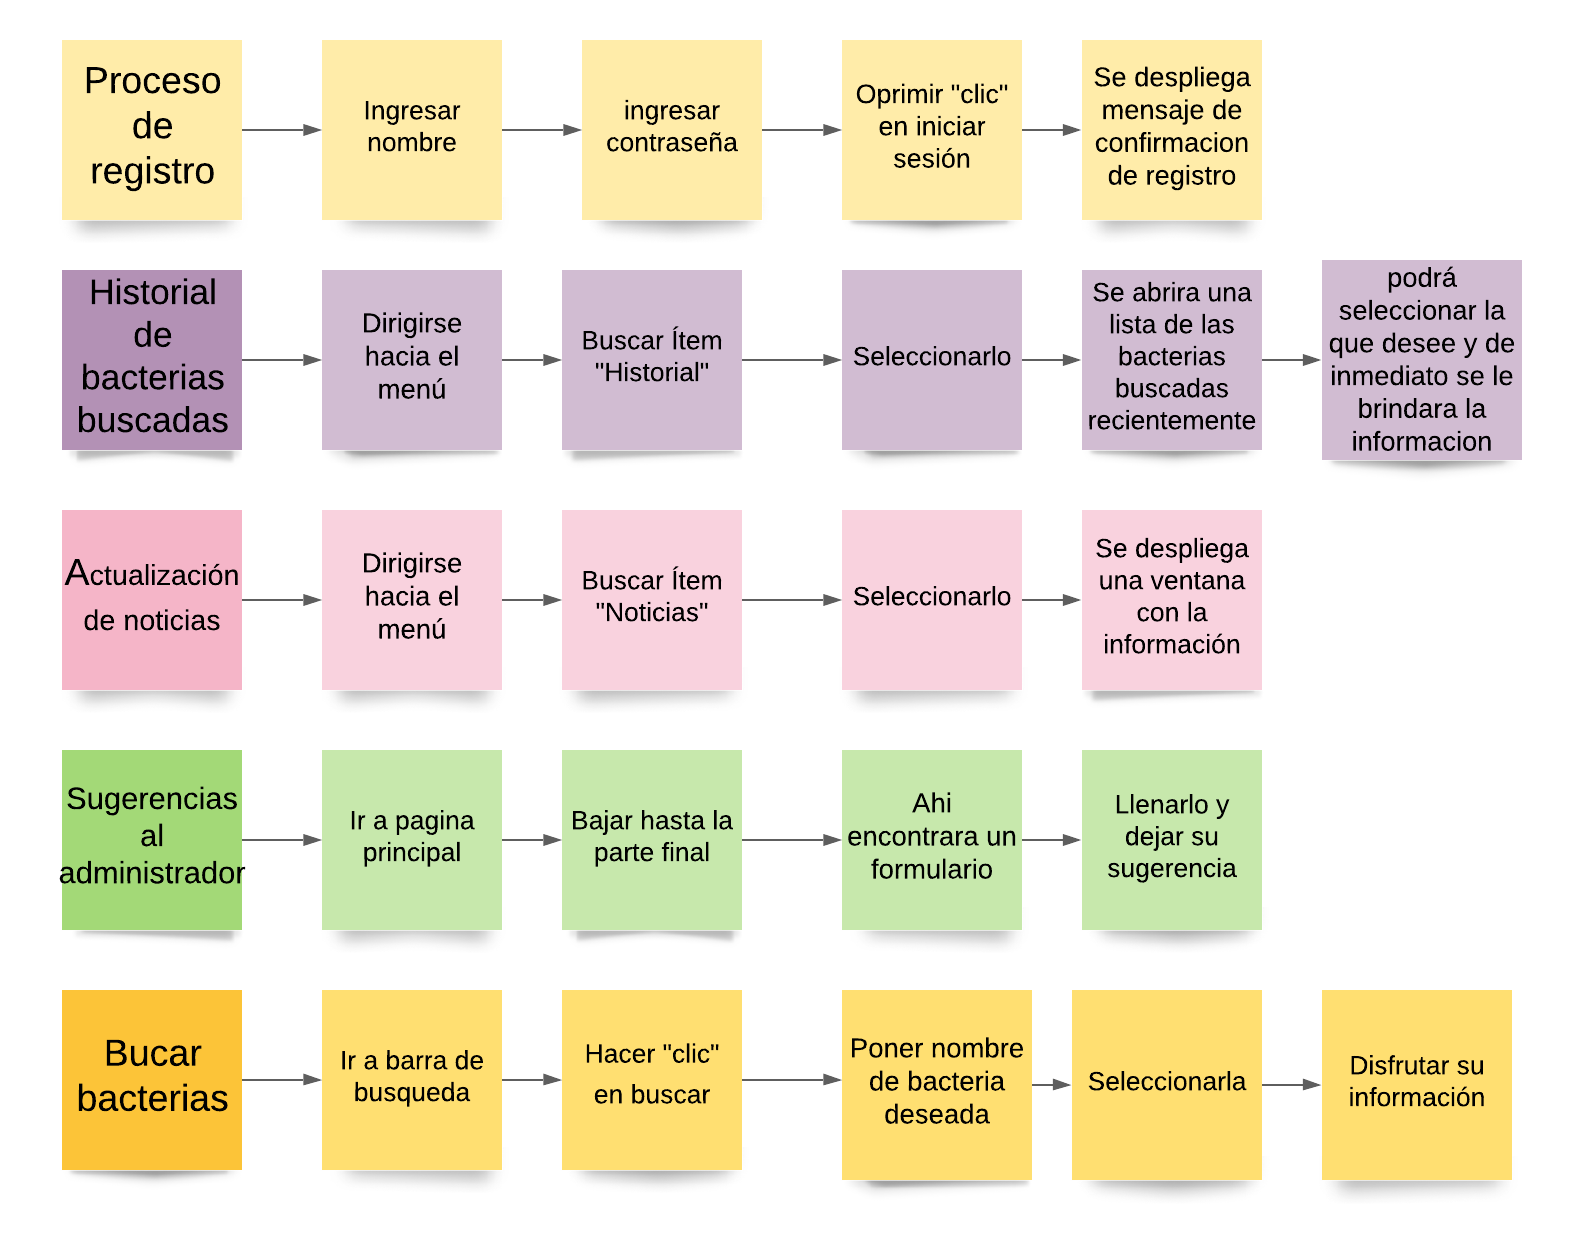 Proceso
de
registro
Ingresar
nombre
ingresar
contraseña
Oprimir "clic"
en iniciar
sesión
Se despliega
mensaje de
confirmacion
de registro
Historial
de
bacterias
buscadas
Dirigirse
hacia el
menú
Buscar Ítem
"Historial"
Seleccionarlo
Se abrira una
lista de las
bacterias
buscadas
recientemente
podrá
seleccionar la
que desee y de
inmediato se le
brindara la
informacion
Actualización
de noticias
Dirigirse
hacia el
menú
Buscar Ítem
"Noticias"
Seleccionarlo
Se despliega
una ventana
con la
información
Sugerencias
al
administrador
Ir a pagina
principal
Bajar hasta la
parte final
Ahi
encontrara un
formulario
Llenarlo y
dejar su
sugerencia
Bucar
bacterias
Ir a barra de
busqueda
Hacer "clic"
en buscar
Poner nombre
de bacteria
deseada
Seleccionarla
Disfrutar su
información